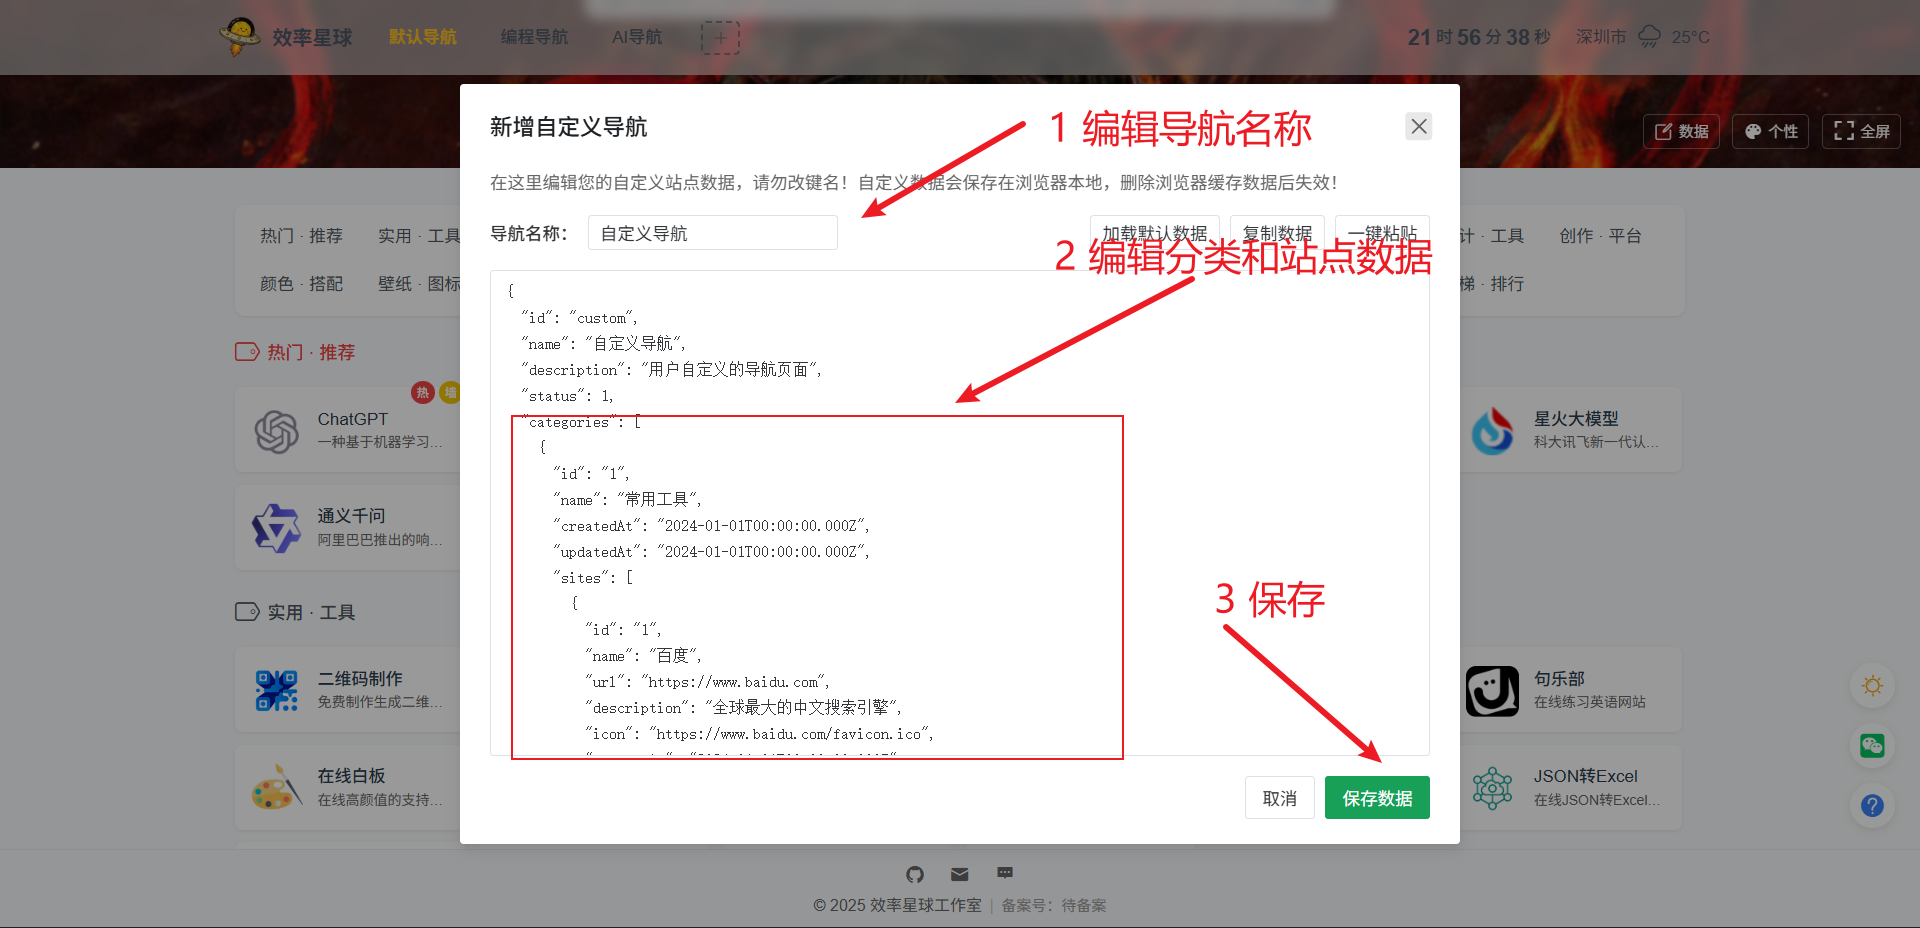 效率星球 默认导航 编程导航 AI导航 21时56分38秒 深圳市 25°C
数据 个性 全屏
新增自定义导航
1 编辑导航名称
在这里编辑您的自定义站点数据，请勿改键名！自定义数据会保存在浏览器本地，删除浏览器缓存数据后失效！
导航名称： 自定义导航 加载默认数据 复制数据 一键粘贴
2 编辑分类和站点数据
热门 · 推荐 实用 · 工具 计 · 工具 创作 · 平台
颜色 · 搭配 壁纸 · 图标 梯 · 排行
{
"id": "custom",
"name": "自定义导航",
"description": "用户自定义的导航页面",
"status": 1,
"categories": [
{
"id": "1",
"name": "常用工具",
"createdAt": "2024-01-01T00:00:00.000Z",
"updatedAt": "2024-01-01T00:00:00.000Z",
"sites": [
{
"id": "1",
"name": "百度",
"url": "https://www.baidu.com",
"description": "全球最大的中文搜索引擎",
"icon": "https://www.baidu.com/favicon.ico",
3 保存
取消 保存数据
热门 · 推荐
热 墙
ChatGPT
一种基于机器学习...
星火大模型
科大讯飞新一代认...
通义千问
阿里巴巴推出的响...
实用 · 工具
二维码制作
免费制作生成二维...
句乐部
在线练习英语网站
在线白板
在线高颜值的支持...
JSON转Excel
在线JSON转Excel...
© 2025 效率星球工作室 | 备案号：待备案